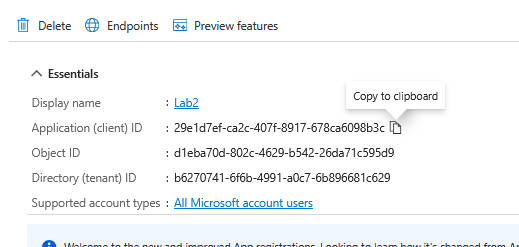 Delete Endpoints Preview features
Essentials
Copy to clipboard
Display name : Lab2
Application (client) ID : 29e1d7ef-ca2c-407f-8917-678ca6098b3c
Object ID : d1eba70d-802c-4629-b542-26da71c595d9
Directory (tenant) ID : b6270741-6f6b-4991-a0c7-6b896681c629
Supported account types : All Microsoft account users
Welcome to the new and improved App registrations. Looking to learn how it's changed from A